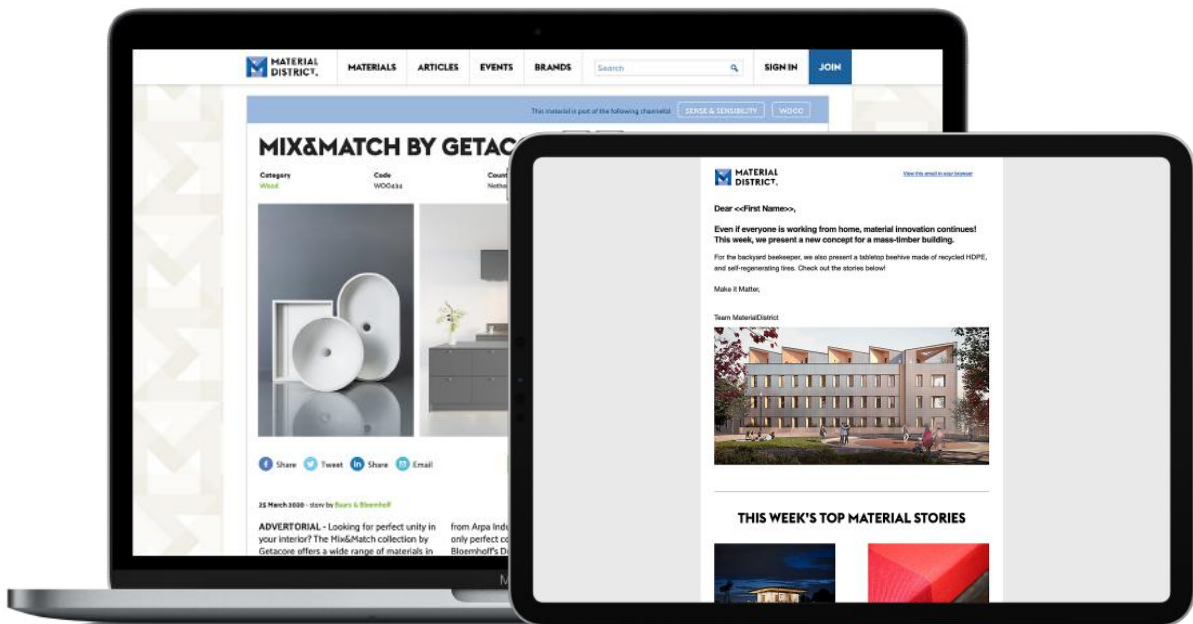 MATERIAL
DISTRICT.
MATERIALS
ARTICLES
EVENTS
BRANDS
Search
SIGN IN
JOIN
This material is part of the following channel(s):
SENSE & SENSIBILITY
WOOD
MIX&MATCH BY GETAC
Category
Code
Count
Wood
WOO434
Nethe
Share
Tweet
Share
Email
25 March 2020 - story by Baars & Bloemhoff
ADVERTORIAL - Looking for perfect unity in
your interior? The Mix&Match collection by
Getacore offers a wide range of materials in
from Arpa Indu
only perfect co
Bloemhoff's D
M
MATERIAL
DISTRICT.
View this email in your browser
Dear <<First Name>>,
Even if everyone is working from home, material innovation continues!
This week, we present a new concept for a mass-timber building.
For the backyard beekeeper, we also present a tabletop beehive made of recycled HDPE,
and self-regenerating tires. Check out the stories below!
Make it Matter,
Team MaterialDistrict
THIS WEEK'S TOP MATERIAL STORIES